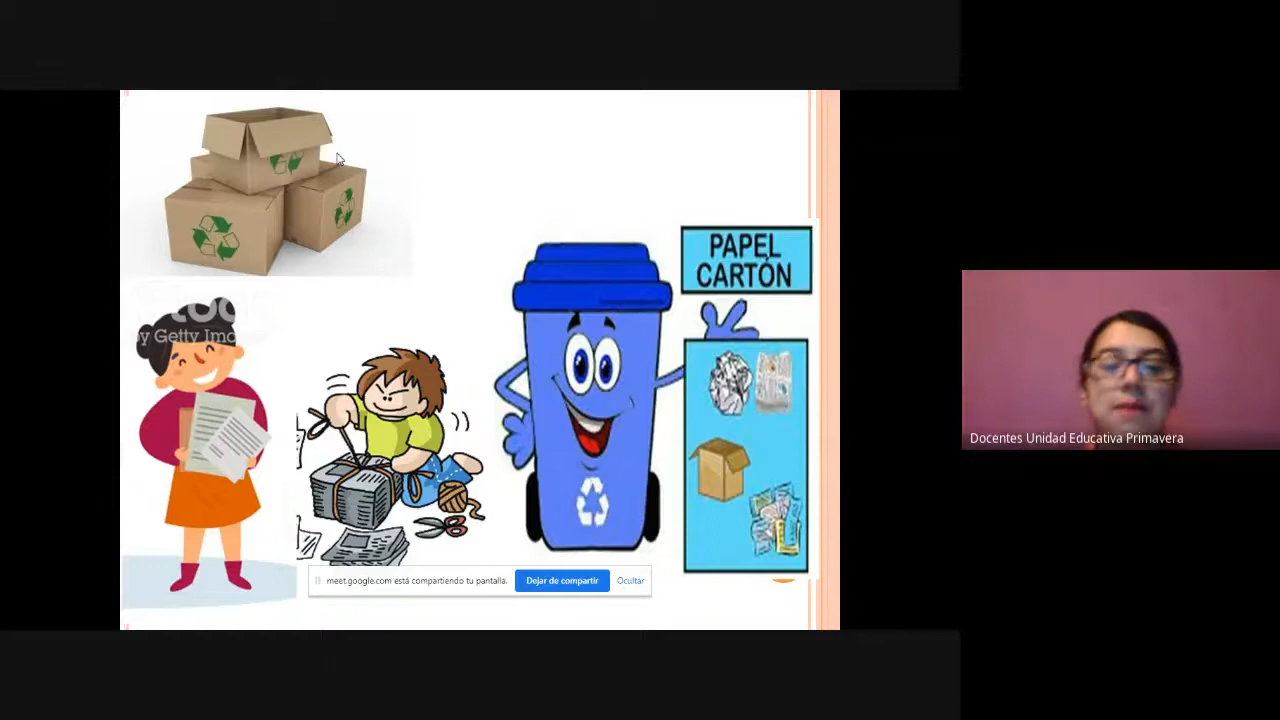 PAPEL
CARTÓN
by Getty Ima
meet.google.com está compartiendo tu pantalla.
Dejar de compartir
Ocultar
Docentes Unidad Educativa Primavera